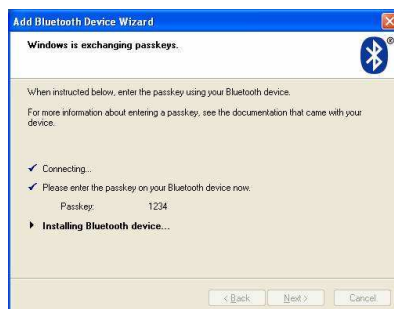 Add Bluetooth Device Wizard
Windows is exchanging passkeys.
When instructed below, enter the passkey using your Bluetooth device.
For more information about entering a passkey, see the documentation that came with your
device.
Connecting...
Please enter the passkey on your Bluetooth device now.
Passkey: 1234
Installing Bluetooth device...
< Back Next > Cancel